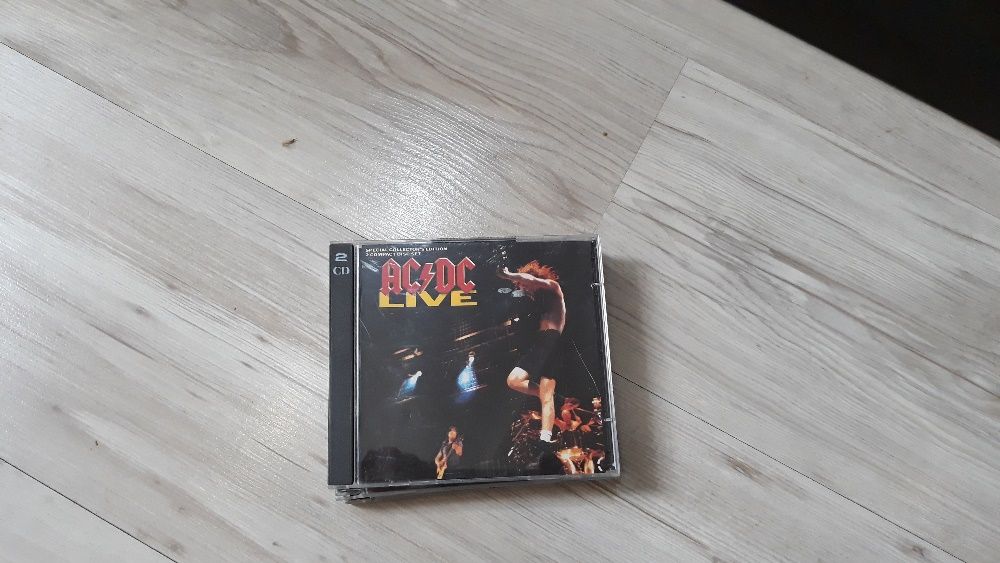 2
CD
SPECIAL COLLECTOR'S EDITION
2 COMPACT DISC SET
AC/DC
LIVE